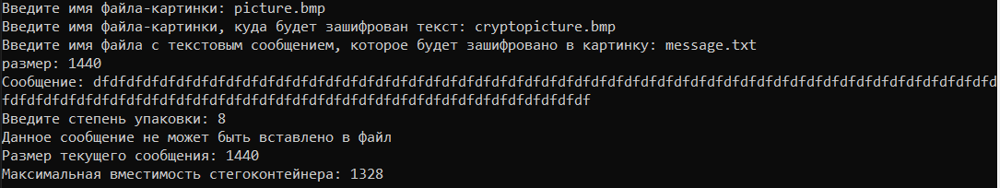 Введите имя файла-картинки: picture.bmp
Введите имя файла-картинки, куда будет зашифрован текст: cryptopicture.bmp
Введите имя файла с текстовым сообщением, которое будет зашифровано в картинку: message.txt
размер: 1440
Сообщение: dfdfdfdfdfdfdfdfdfdfdfdfdfdfdfdfdfdfdfdfdfdfdfdfdfdfdfdfdfdfdfdfdfdfdfdfdfdfdfdfdfdfdfdfdfdfdfdfdfdfdfdfdfdfd
fdfdfdfdfdfdfdfdfdfdfdfdfdfdfdfdfdfdfdfdfdfdfdfdfdfdfdfdfdfdfdfdfdfdfdf
Введите степень упаковки: 8
Данное сообщение не может быть вставлено в файл
Размер текущего сообщения: 1440
Максимальная вместимость стегоконтейнера: 1328